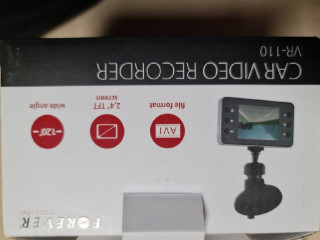 CAR VIDEO RECORDER
VR-110
file format
AVI
2.4" TFT
screen
wide angle
120°
FOREVER